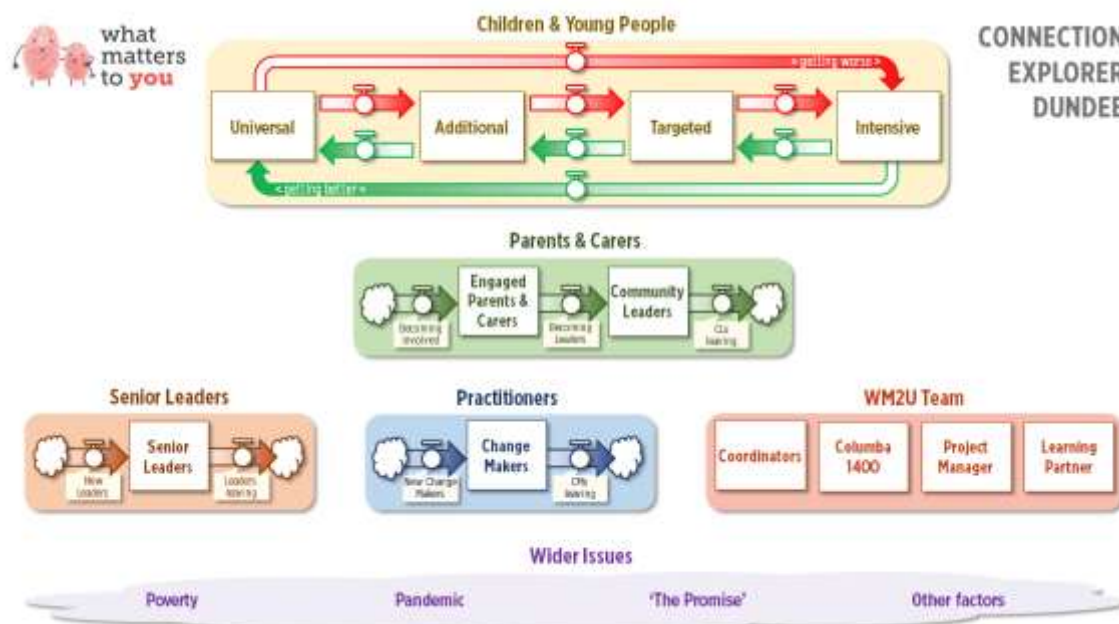 what
matters
to you
Children & Young People
CONNECTION
EXPLORER
DUNDEE
< getting worse >
Universal
Additional
Targeted
Intensive
< getting better >
Parents & Carers
Engaged
Parents &
Carers
Community
Leaders
Becoming
Involved
Becoming
Leaders
CLs
leaving
Senior Leaders
Practitioners
WM2U Team
Senior
Leaders
New
Leaders
Leaders
leaving
Change
Makers
New Change
Makers
CMs
leaving
Coordinators
Columba
1400
Project
Manager
Learning
Partner
Wider Issues
Poverty
Pandemic
'The Promise'
Other factors